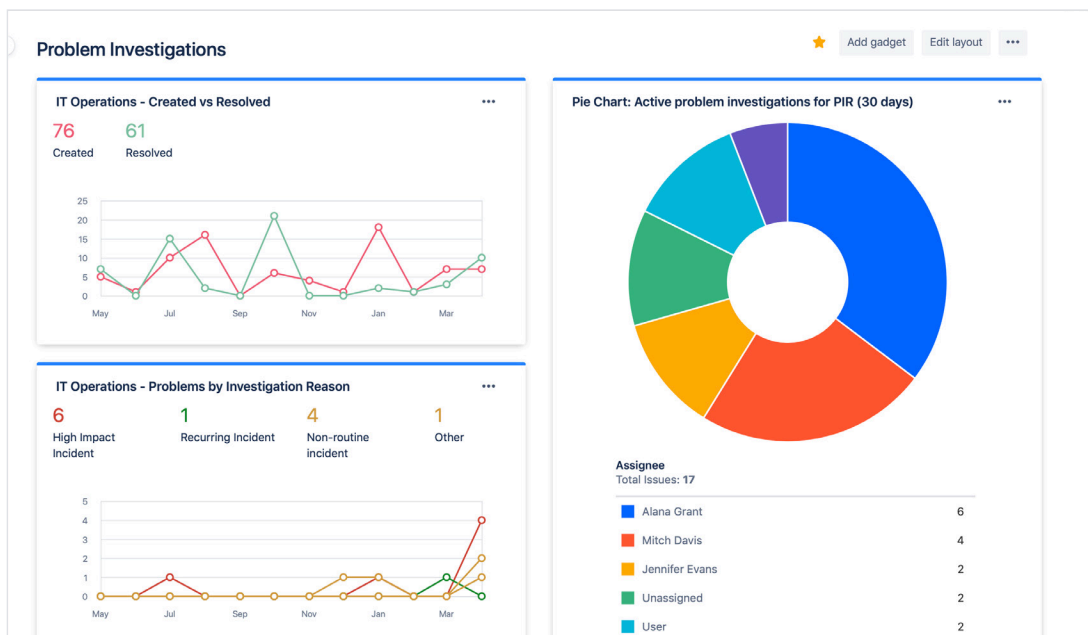 Problem Investigations
Add gadget
Edit layout
IT Operations - Created vs Resolved
76
61
Created
Resolved
25
20
15
10
5
0
May
Jul
Sep
Nov
Jan
Mar
IT Operations - Problems by Investigation Reason
6
1
4
1
High Impact
Incident
Recurring Incident
Non-routine
incident
Other
5
4
3
2
1
0
May
Jul
Sep
Nov
Jan
Mar
Pie Chart: Active problem investigations for PIR (30 days)
Assignee
Total Issues: 17
Alana Grant 6
Mitch Davis 4
Jennifer Evans 2
Unassigned 2
User 2